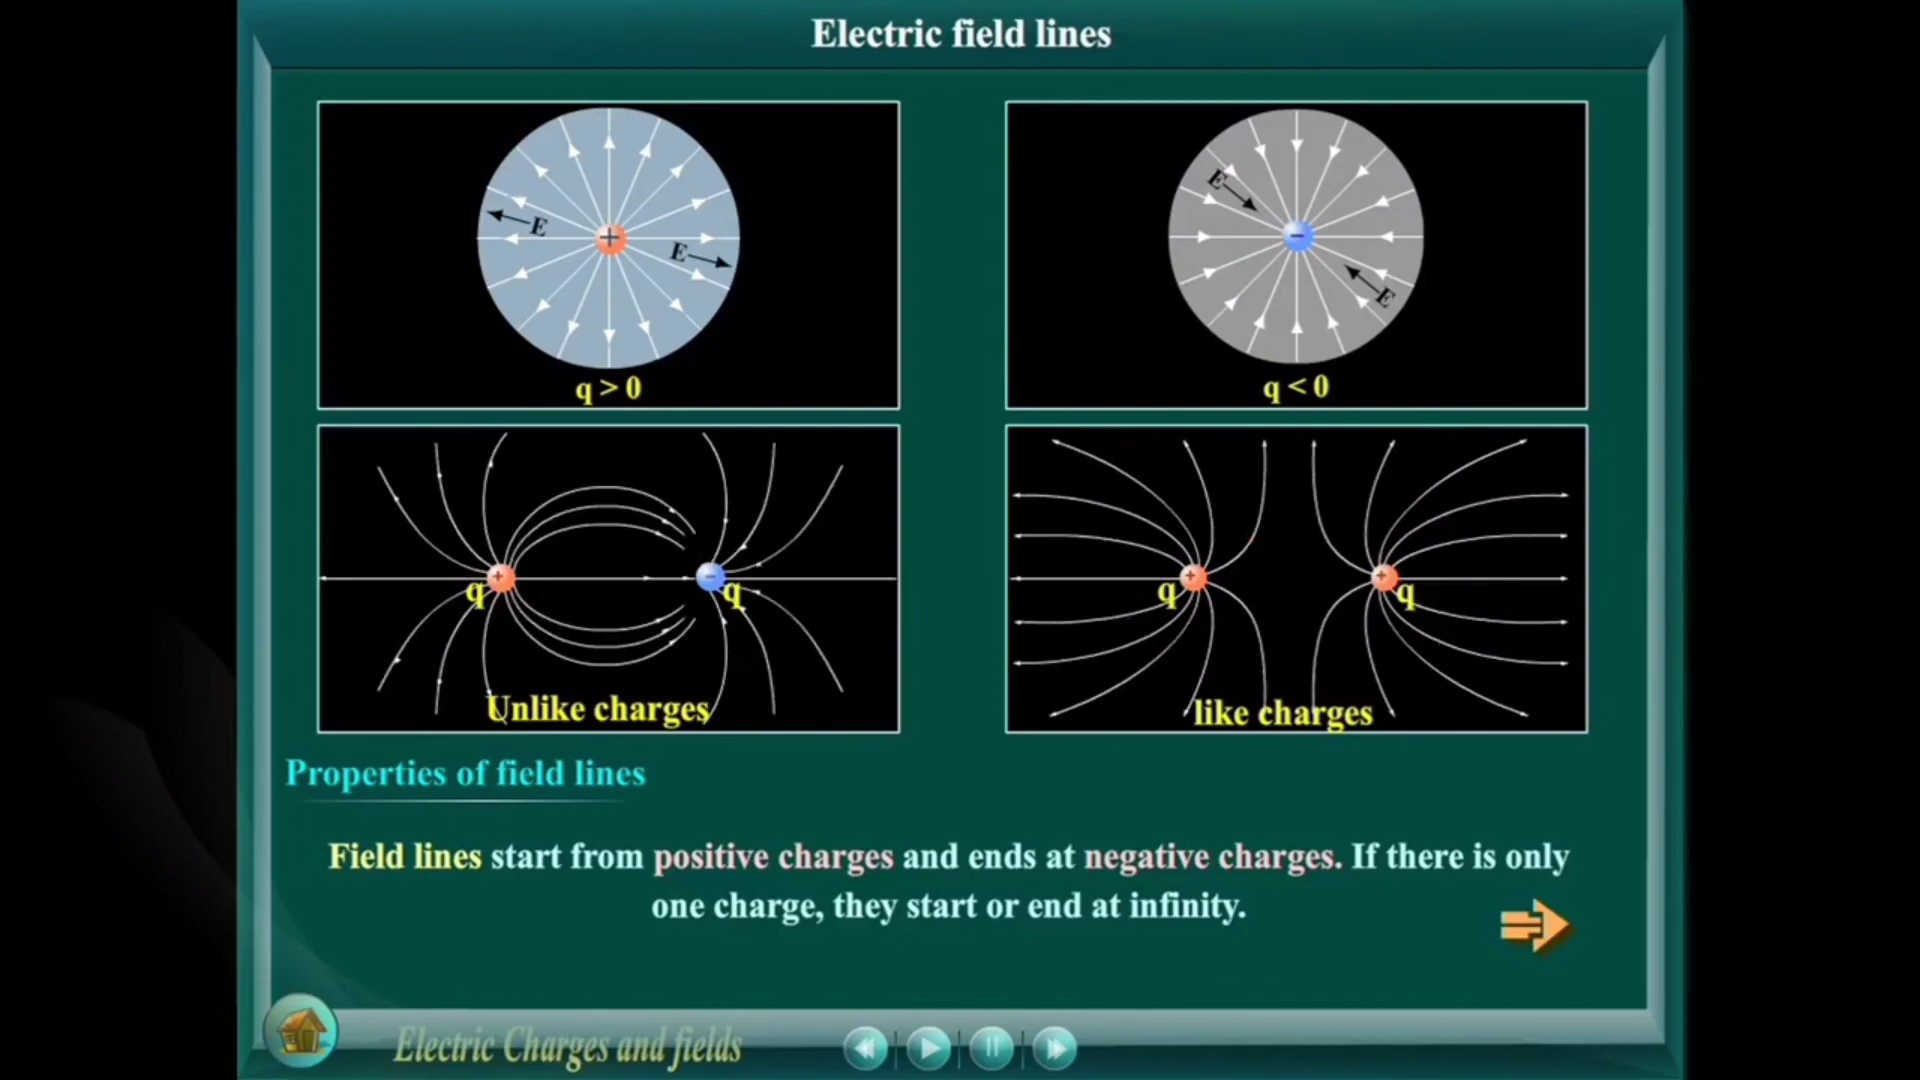 Electric field lines
E
E
+
q > 0
E
E
-
q < 0
+
q
-
q
Unlike charges
+
q
+
q
like charges
Properties of field lines
Field lines start from positive charges and ends at negative charges. If there is only
one charge, they start or end at infinity.
Electric Charges and fields